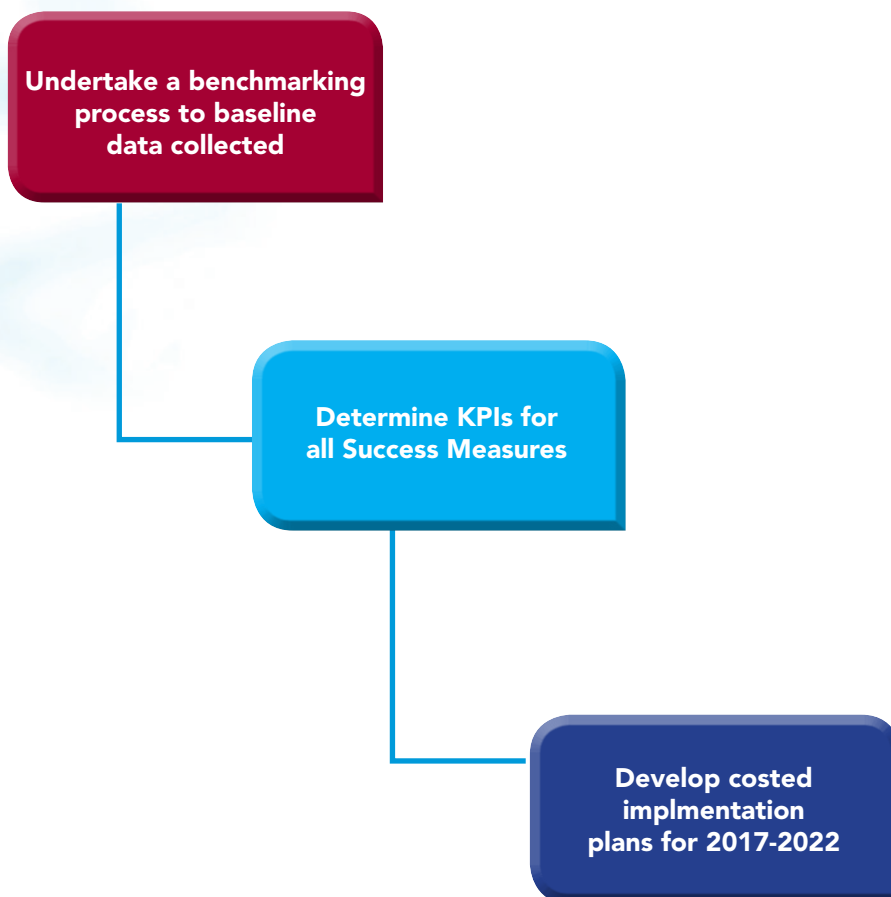 Undertake a benchmarking
process to baseline
data collected
Determine KPIs for
all Success Measures
Develop costed
implmentation
plans for 2017-2022